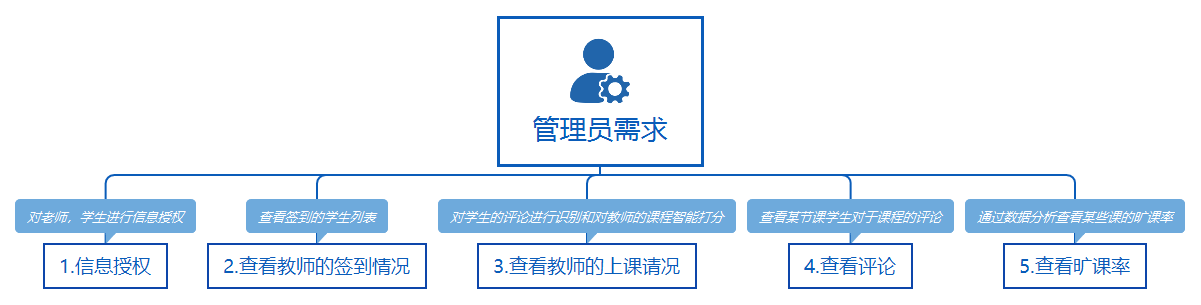 管理员需求
对老师，学生进行信息授权
查看签到的学生列表
对学生的评论进行识别和对教师的课程智能打分
查看某节课学生对于课程的评论
通过数据分析查看某些课的旷课率
1.信息授权
2.查看教师的签到情况
3.查看教师的上课请况
4.查看评论
5.查看旷课率